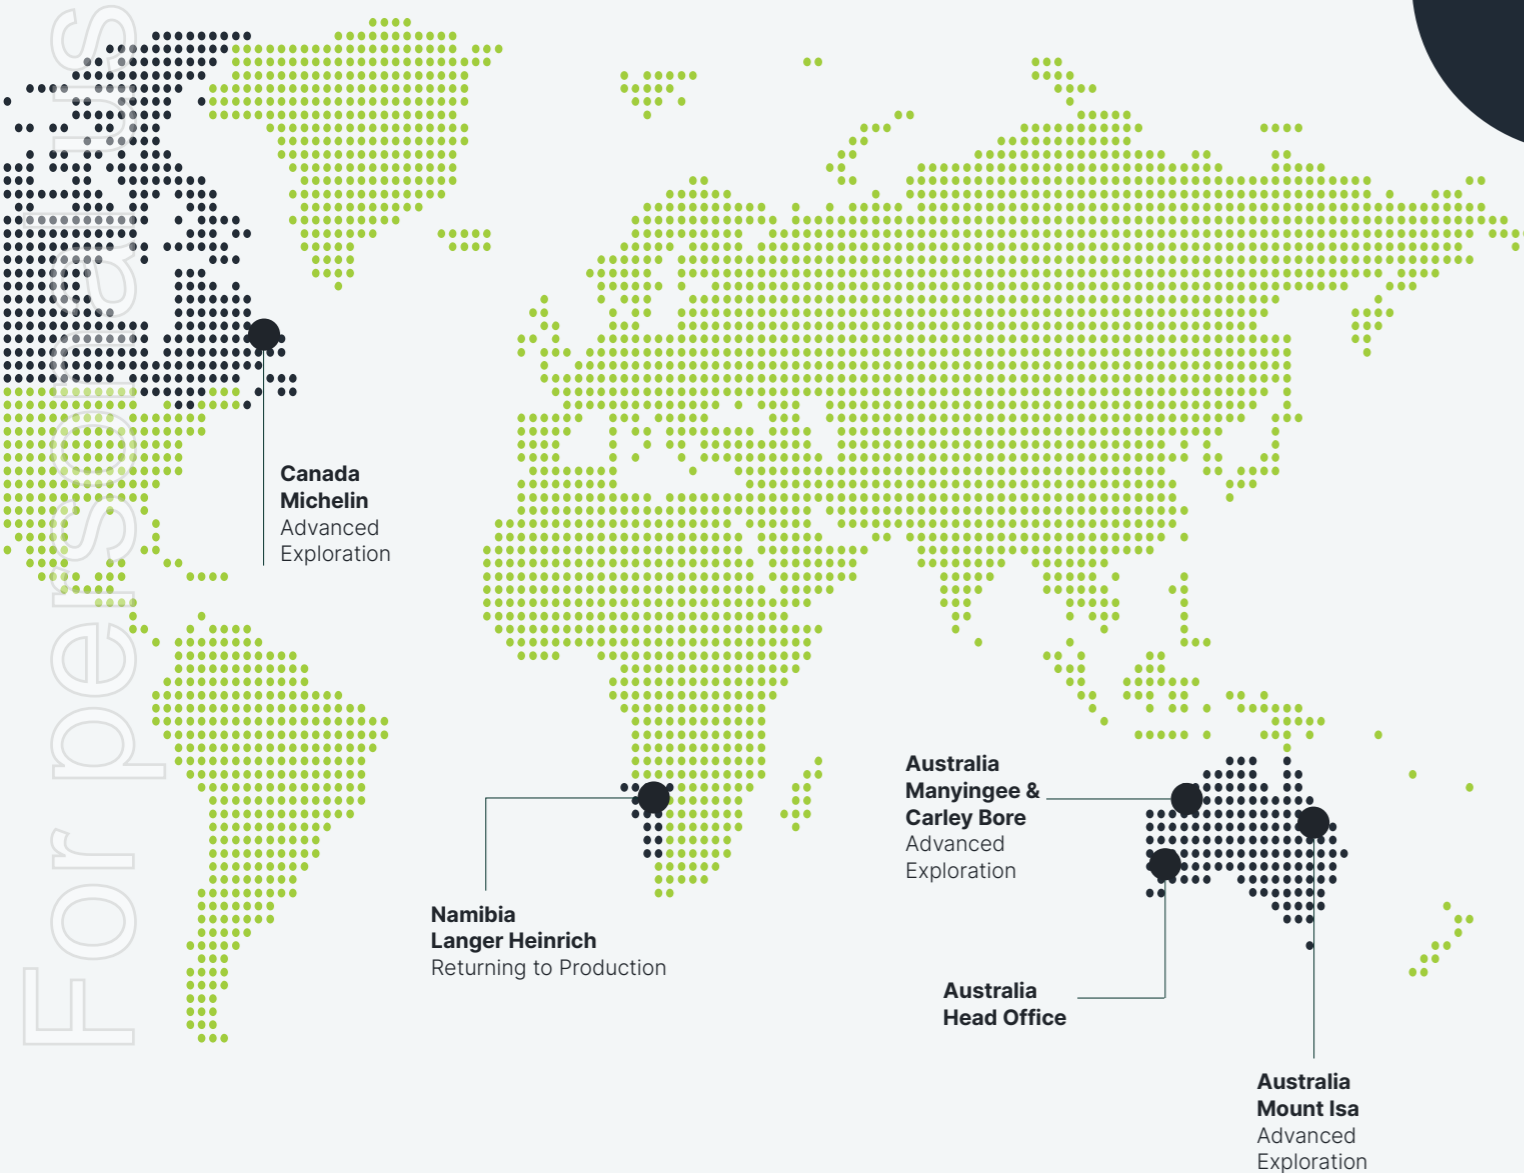 For personal us
Canada
Michelin
Advanced
Exploration
Namibia
Langer Heinrich
Returning to Production
Australia
Manyingee &
Carley Bore
Advanced
Exploration
Australia
Head Office
Australia
Mount Isa
Advanced
Exploration